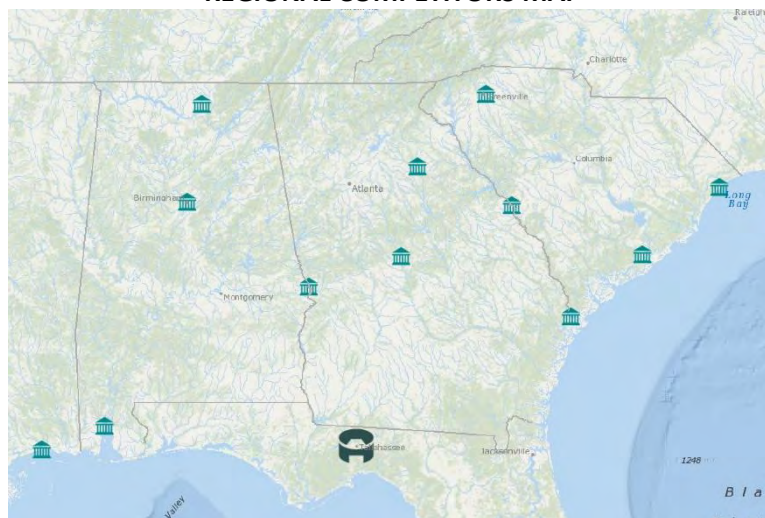 REGIONAL COMPETITORS MAP
Raleigh
Charlotte
Greenville
Columbia
Atlanta
Birmingham
Long
Bay
Montgomery
Tallahassee
Jacksonville
1248
B l a
Valley